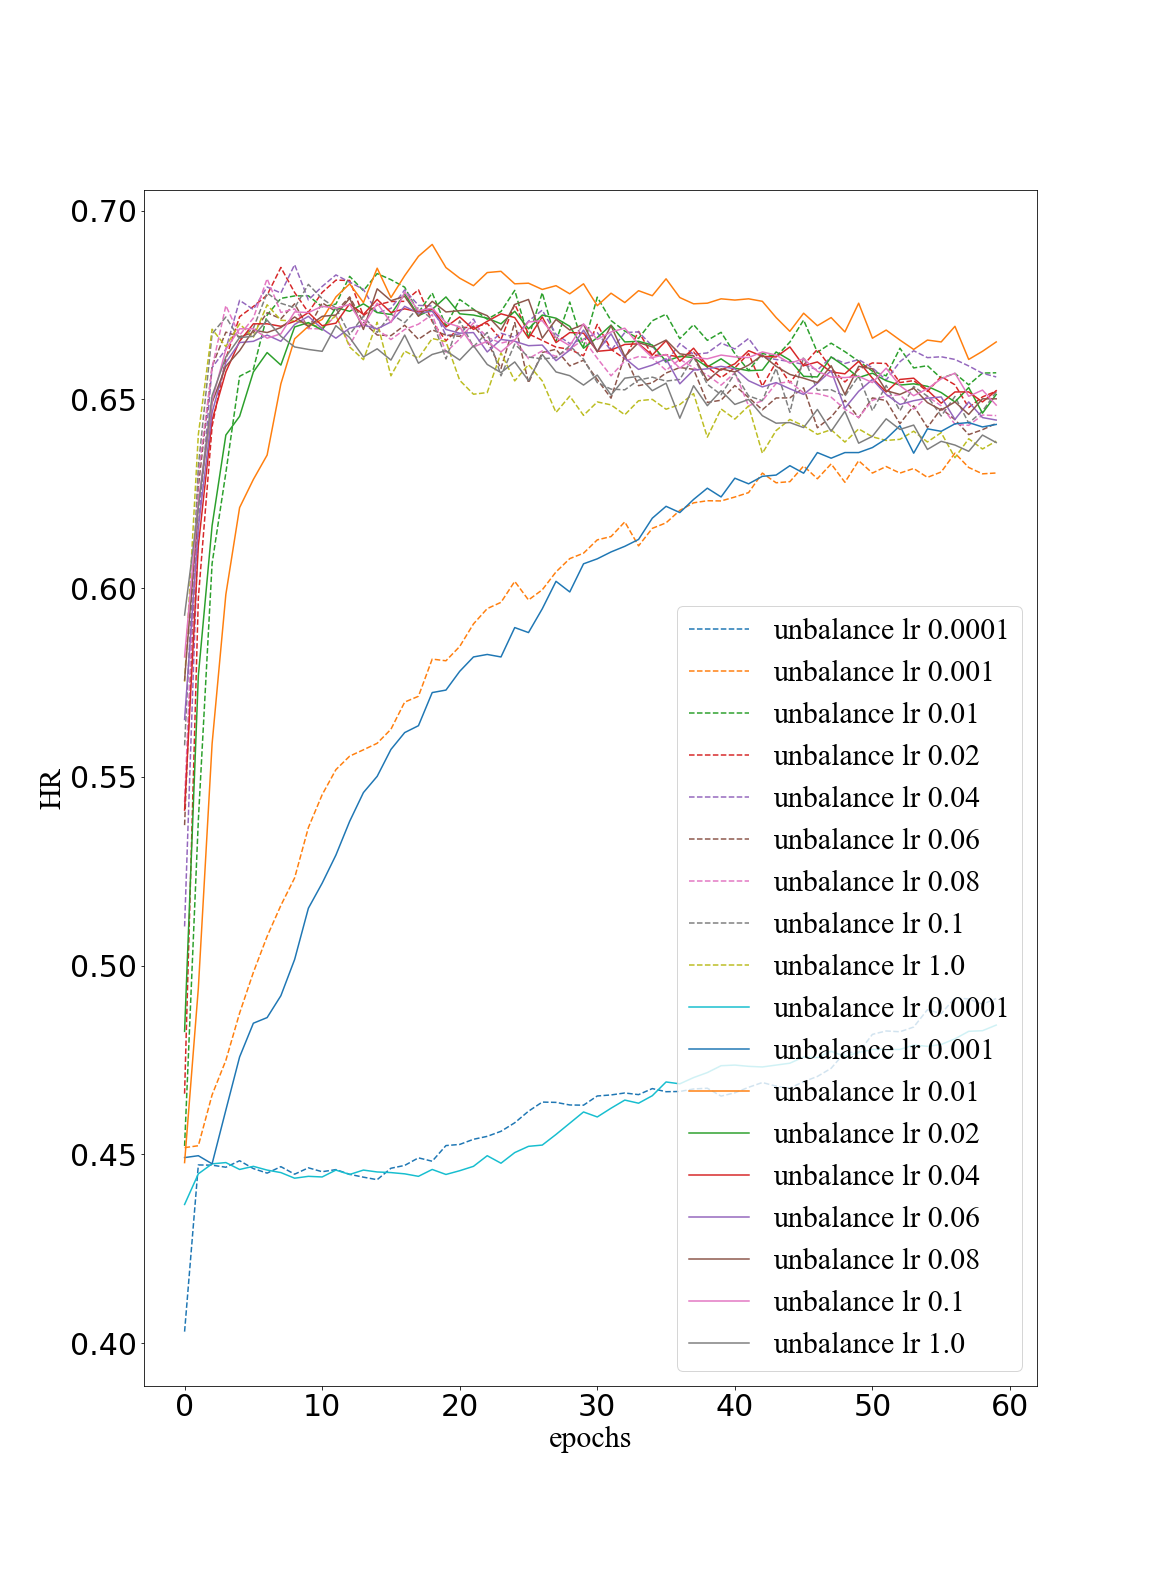 0.70
0.65
0.60
0.55
0.50
0.45
0.40
HR
0 10 20 30 40 50 60
epochs
unbalance lr 0.0001
unbalance lr 0.001
unbalance lr 0.01
unbalance lr 0.02
unbalance lr 0.04
unbalance lr 0.06
unbalance lr 0.08
unbalance lr 0.1
unbalance lr 1.0
unbalance lr 0.0001
unbalance lr 0.001
unbalance lr 0.01
unbalance lr 0.02
unbalance lr 0.04
unbalance lr 0.06
unbalance lr 0.08
unbalance lr 0.1
unbalance lr 1.0